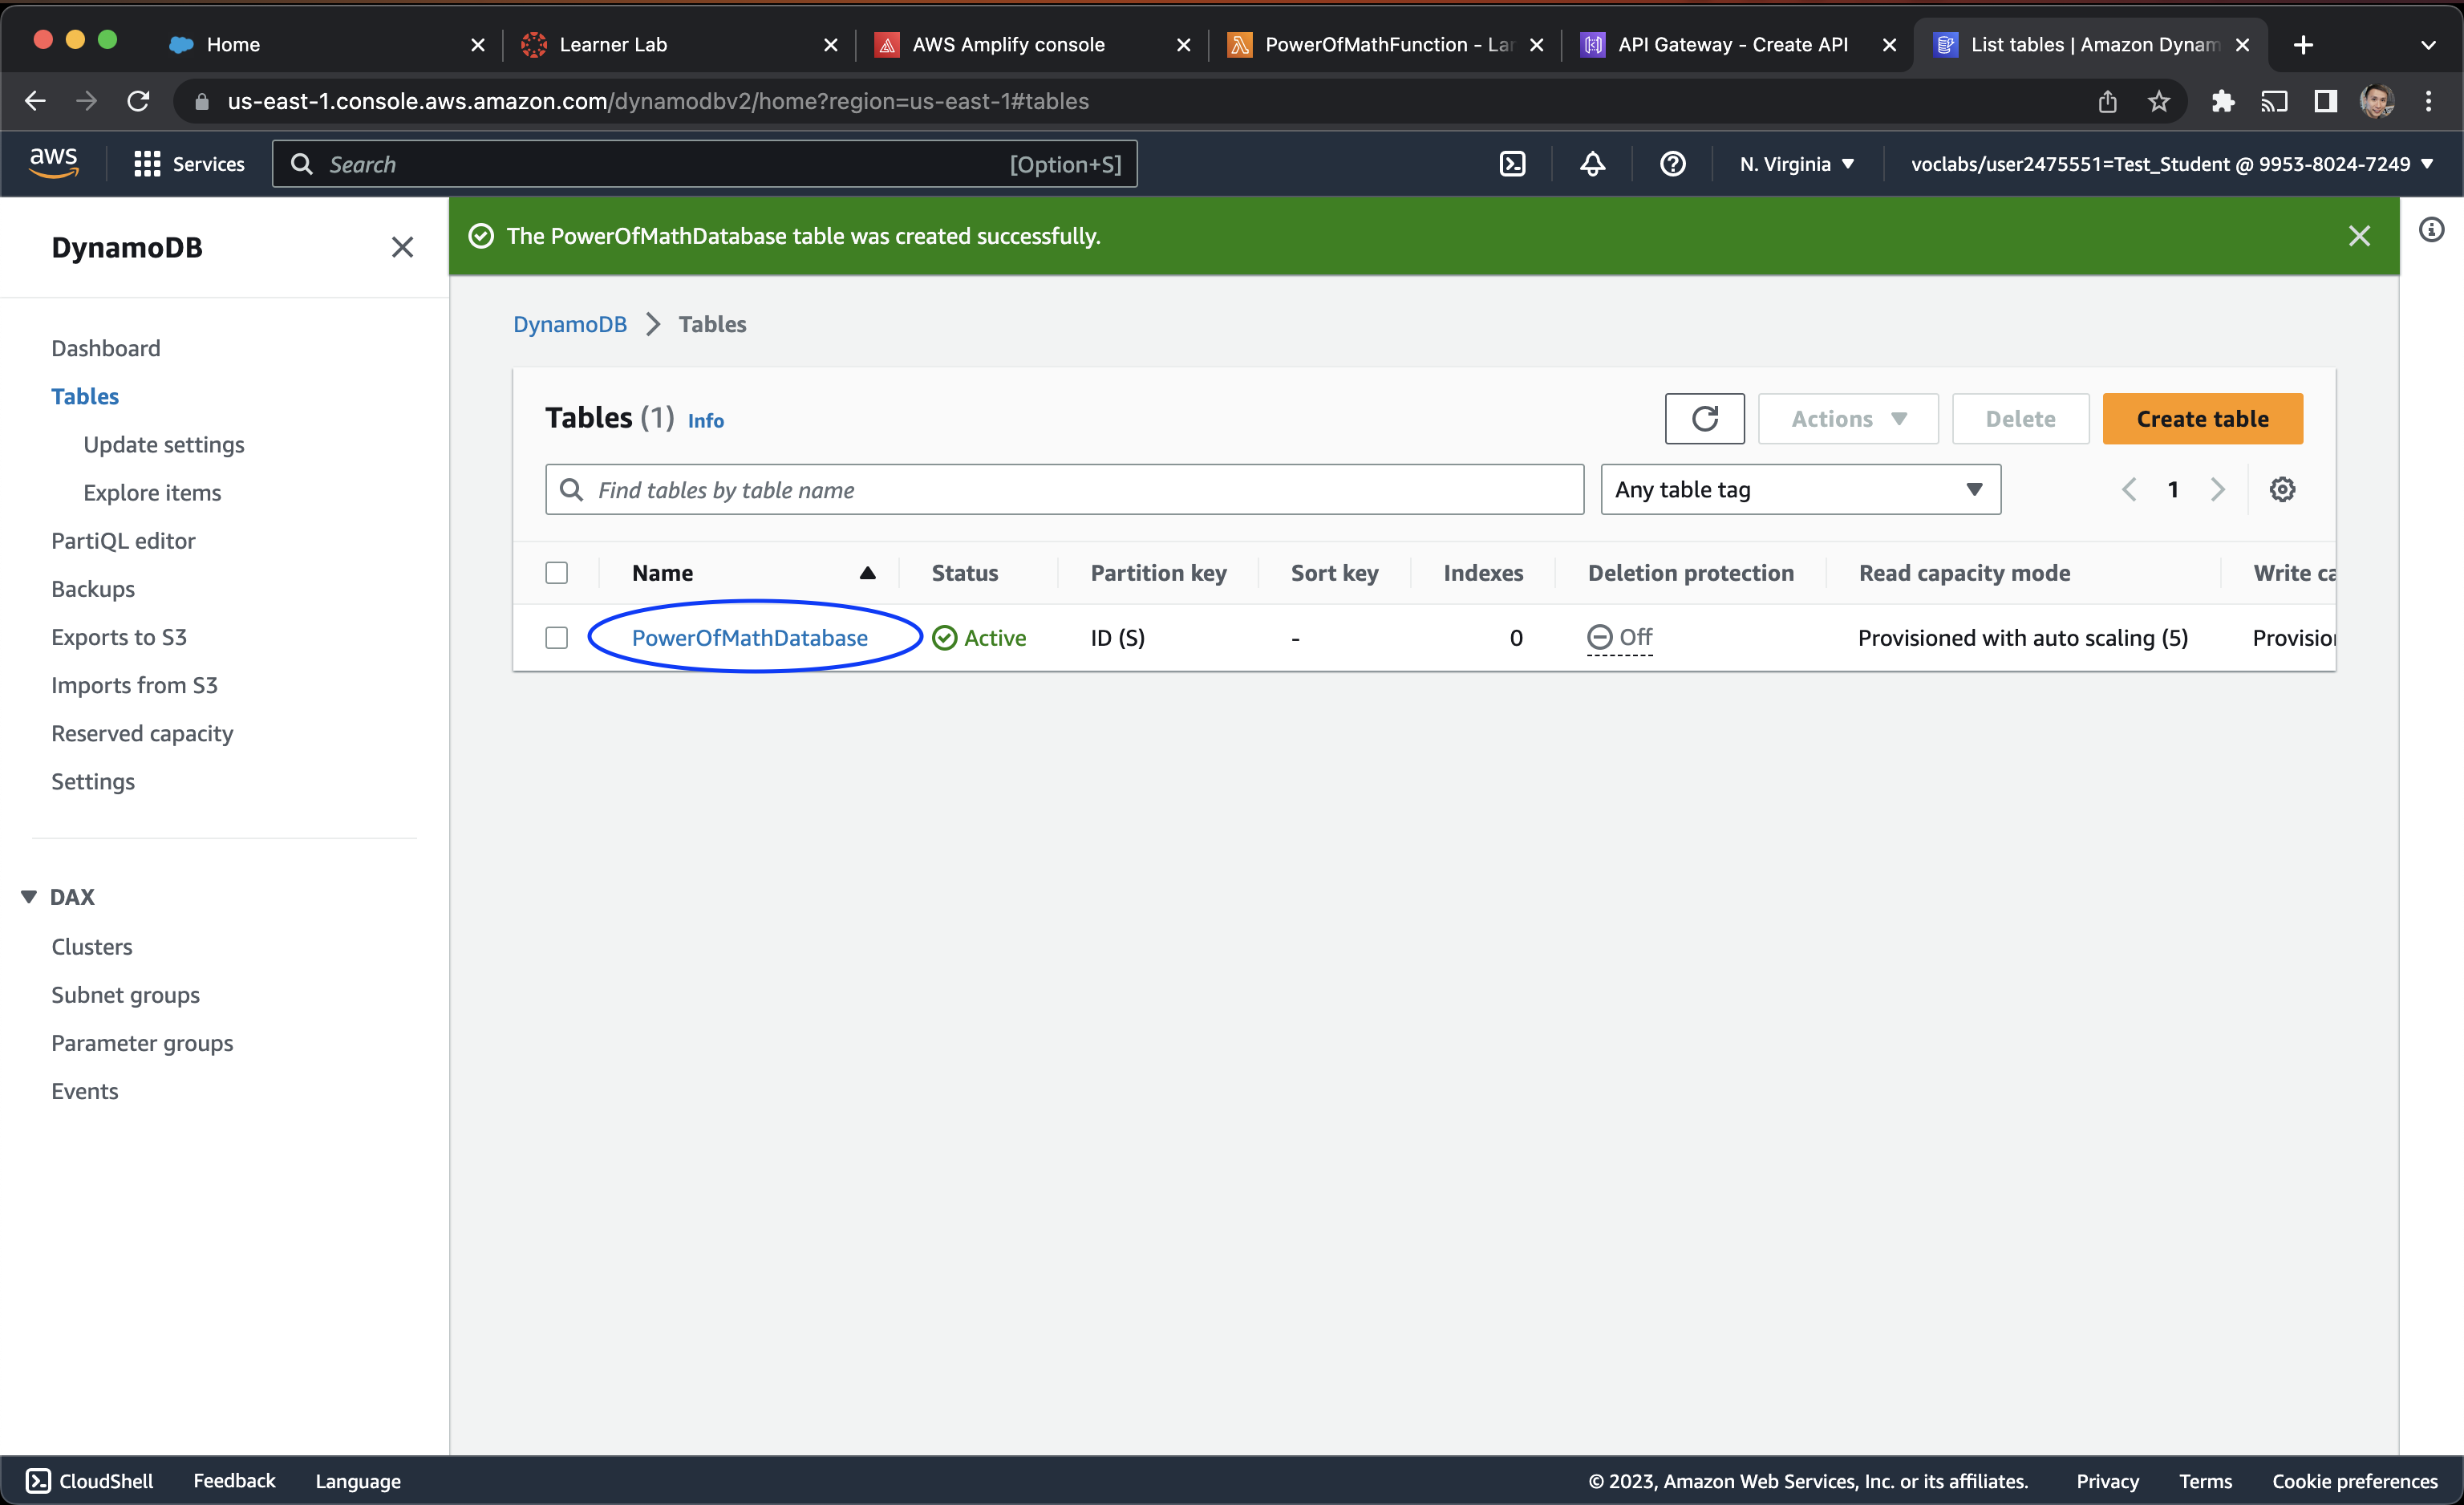 Home
Learner Lab
AWS Amplify console
PowerOfMathFunction - Lar
API Gateway - Create API
List tables | Amazon Dynam
us-east-1.console.aws.amazon.com/dynamodbv2/home?region=us-east-1#tables
aws
Services
Search
[Option+S]
N. Virginia
voclabs/user2475551=Test_Student @ 9953-8024-7249
DynamoDB
Dashboard
Tables
Update settings
Explore items
PartiQL editor
Backups
Exports to S3
Imports from S3
Reserved capacity
Settings
DAX
Clusters
Subnet groups
Parameter groups
Events
The PowerOfMathDatabase table was created successfully.
DynamoDB > Tables
Tables (1) Info
Actions
Delete
Create table
Find tables by table name
Any table tag
1
Name Status Partition key Sort key Indexes Deletion protection Read capacity mode Write ca
PowerOfMathDatabase Active ID (S) - 0 Off Provisioned with auto scaling (5) Provision
CloudShell Feedback Language © 2023, Amazon Web Services, Inc. or its affiliates. Privacy Terms Cookie preferences